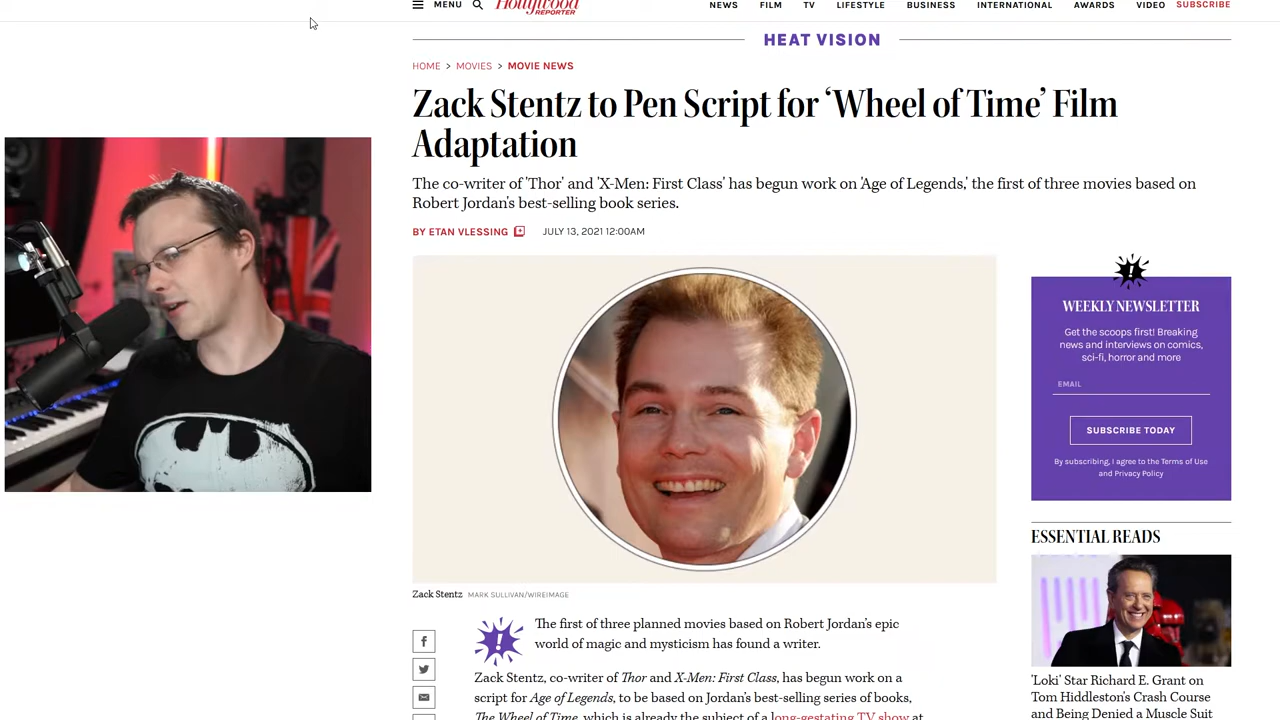 MENU
Hollywood
REPORTER
NEWS FILM TV LIFESTYLE BUSINESS INTERNATIONAL AWARDS VIDEO SUBSCRIBE
HEAT VISION
HOME > MOVIES > MOVIE NEWS
Zack Stentz to Pen Script for ‘Wheel of Time’ Film
Adaptation
The co-writer of 'Thor' and 'X-Men: First Class' has begun work on 'Age of Legends,' the first of three movies based on
Robert Jordan's best-selling book series.
BY ETAN VLESSING JULY 13, 2021 12:00AM
WEEKLY NEWSLETTER
Get the scoops first! Breaking
news and interviews on comics,
sci-fi, horror and more
EMAIL
SUBSCRIBE TODAY
By subscribing, I agree to the Terms of Use
and Privacy Policy
ESSENTIAL READS
'Loki' Star Richard E. Grant on
Tom Hiddleston's Crash Course
and Being Denied a Muscle Suit
Zack Stentz MARK SULLIVAN/WIREIMAGE
The first of three planned movies based on Robert Jordan's epic
world of magic and mysticism has found a writer.
Zack Stentz, co-writer of Thor and X-Men: First Class, has begun work on a
script for Age of Legends, to be based on Jordan's best-selling series of books,
The Wheel of Time, which is already the subject of a long-gestating TV show at